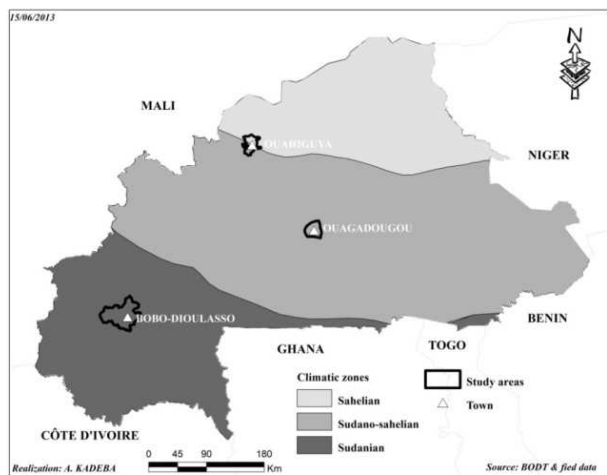 15/06/2013
N
MALI
OUAHIGUYA
NIGER
OUAGADOUGOU
BOBO-DIOULASSO
BENIN
GHANA
TOGO
Climatic zones
Sahelian
Sudano-sahelian
Sudanian
Study areas
Town
CÔTE D'IVOIRE
0 45 90 180
Km
Realization: A. KADEBA
Source: BODT & fied data